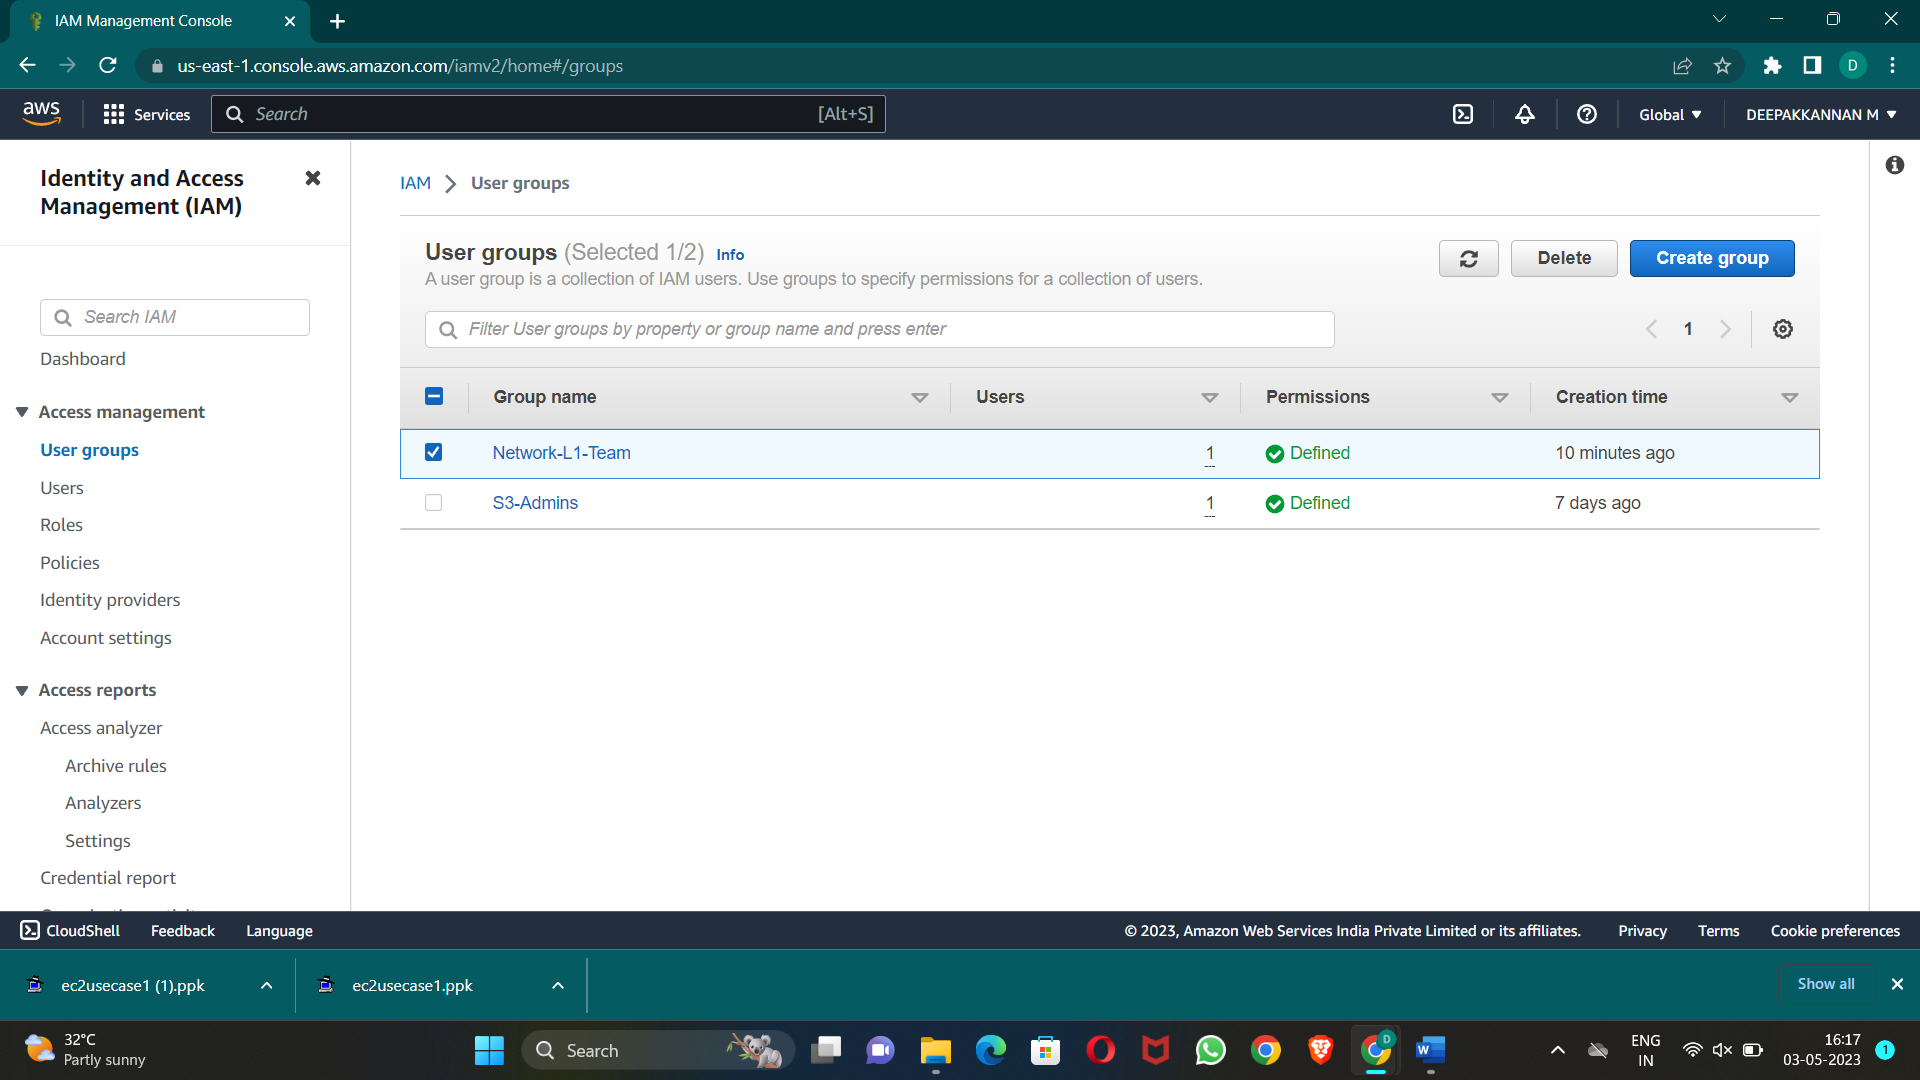 IAM Management Console
us-east-1.console.aws.amazon.com/iamv2/home#/groups
D
aws
Services
Search
[Alt+S]
Global
DEEPAKKANNAN M
Identity and Access
Management (IAM)
Search IAM
Dashboard
Access management
User groups
Users
Roles
Policies
Identity providers
Account settings
Access reports
Access analyzer
Archive rules
Analyzers
Settings
Credential report
IAM > User groups
User groups (Selected 1/2) Info
A user group is a collection of IAM users. Use groups to specify permissions for a collection of users.
Delete
Create group
Filter User groups by property or group name and press enter
1
Group name Users Permissions Creation time
Network-L1-Team 1 Defined 10 minutes ago
S3-Admins 1 Defined 7 days ago
CloudShell Feedback Language
© 2023, Amazon Web Services India Private Limited or its affiliates. Privacy Terms Cookie preferences
ec2usecase1 (1).ppk
ec2usecase1.ppk
Show all
32°C
Partly sunny
Search
D
W
ENG
IN
16:17
03-05-2023
1